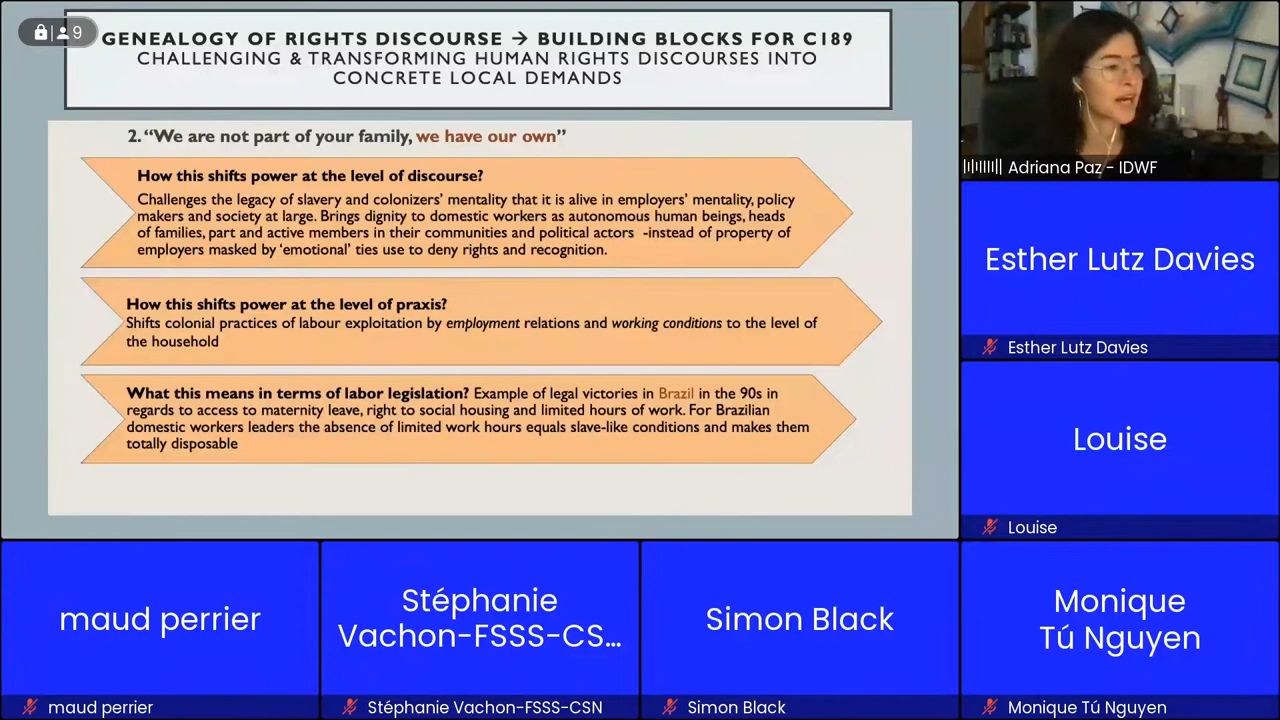 9
GENEALOGY OF RIGHTS DISCOURSE → BUILDING BLOCKS FOR C189
CHALLENGING & TRANSFORMING HUMAN RIGHTS DISCOURSES INTO
CONCRETE LOCAL DEMANDS
2. “We are not part of your family, we have our own”
How this shifts power at the level of discourse?
Challenges the legacy of slavery and colonizers’ mentality that it is alive in employers’ mentality, policy
makers and society at large. Brings dignity to domestic workers as autonomous human beings, heads
of families, part and active members in their communities and political actors -instead of property of
employers masked by ‘emotional’ ties use to deny rights and recognition.
How this shifts power at the level of praxis?
Shifts colonial practices of labour exploitation by employment relations and working conditions to the level of
the household
What this means in terms of labor legislation? Example of legal victories in Brazil in the 90s in
regards to access to maternity leave, right to social housing and limited hours of work. For Brazilian
domestic workers leaders the absence of limited work hours equals slave-like conditions and makes them
totally disposable
Adriana Paz - IDWF
Esther Lutz Davies
Esther Lutz Davies
Louise
Louise
maud perrier
maud perrier
Stéphanie
Vachon-FSSS-CS...
Stéphanie Vachon-FSSS-CSN
Simon Black
Simon Black
Monique
Tú Nguyen
Monique Tú Nguyen